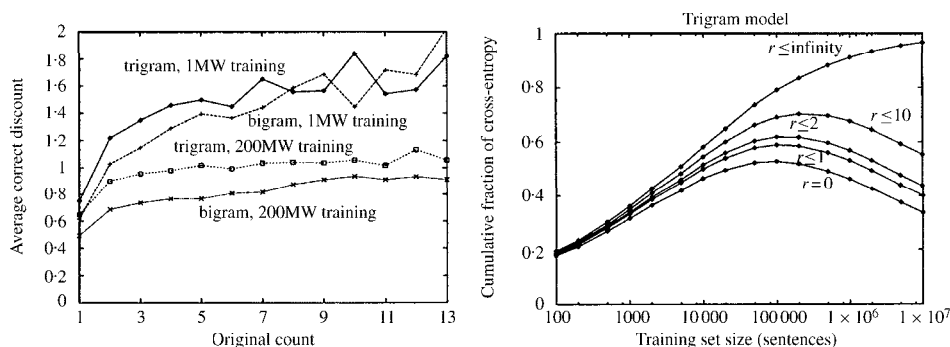 2
1·8
1·6
1·4
1·2
1
0·8
0·6
0·4
0·2
0
Average correct discount
trigram, 1MW training
bigram, 1MW training
trigram, 200MW training
bigram, 200MW training
1 3 5 7 9 11 13
Original count
Trigram model
1
0·8
0·6
0·4
0·2
0
Cumulative fraction of cross-entropy
r ≤ infinity
r ≤ 10
r ≤ 2
r ≤ 1
r = 0
100 1000 10 000 100 000 1 × 10⁶ 1 × 10⁷
Training set size (sentences)